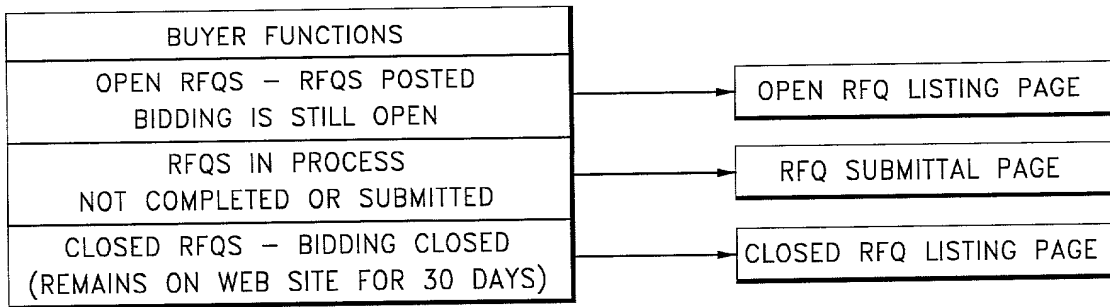 BUYER FUNCTIONS
OPEN RFQS – RFQS POSTED
BIDDING IS STILL OPEN
OPEN RFQ LISTING PAGE
RFQS IN PROCESS
NOT COMPLETED OR SUBMITTED
RFQ SUBMITTAL PAGE
CLOSED RFQS – BIDDING CLOSED
(REMAINS ON WEB SITE FOR 30 DAYS)
CLOSED RFQ LISTING PAGE